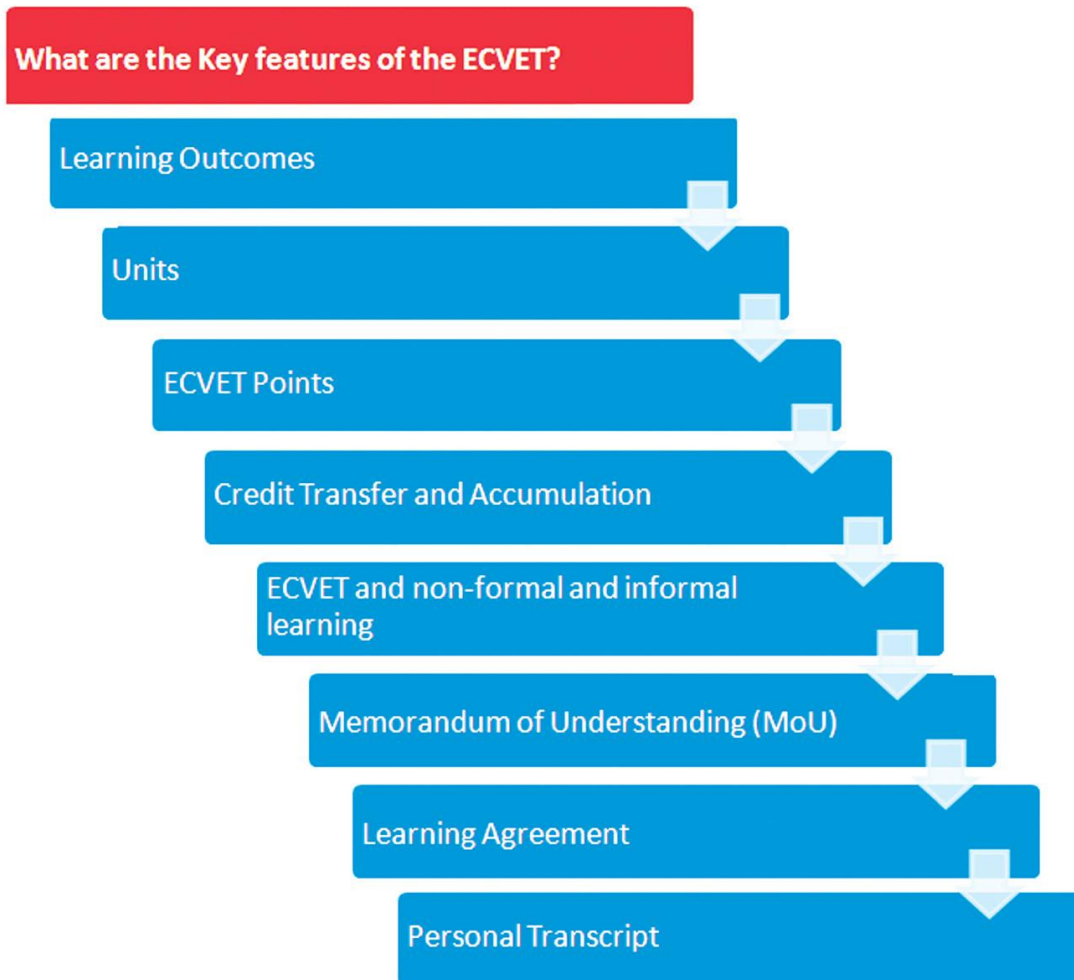 What are the Key features of the ECVET?
Learning Outcomes
Units
ECVET Points
Credit Transfer and Accumulation
ECVET and non-formal and informal
learning
Memorandum of Understanding (MoU)
Learning Agreement
Personal Transcript